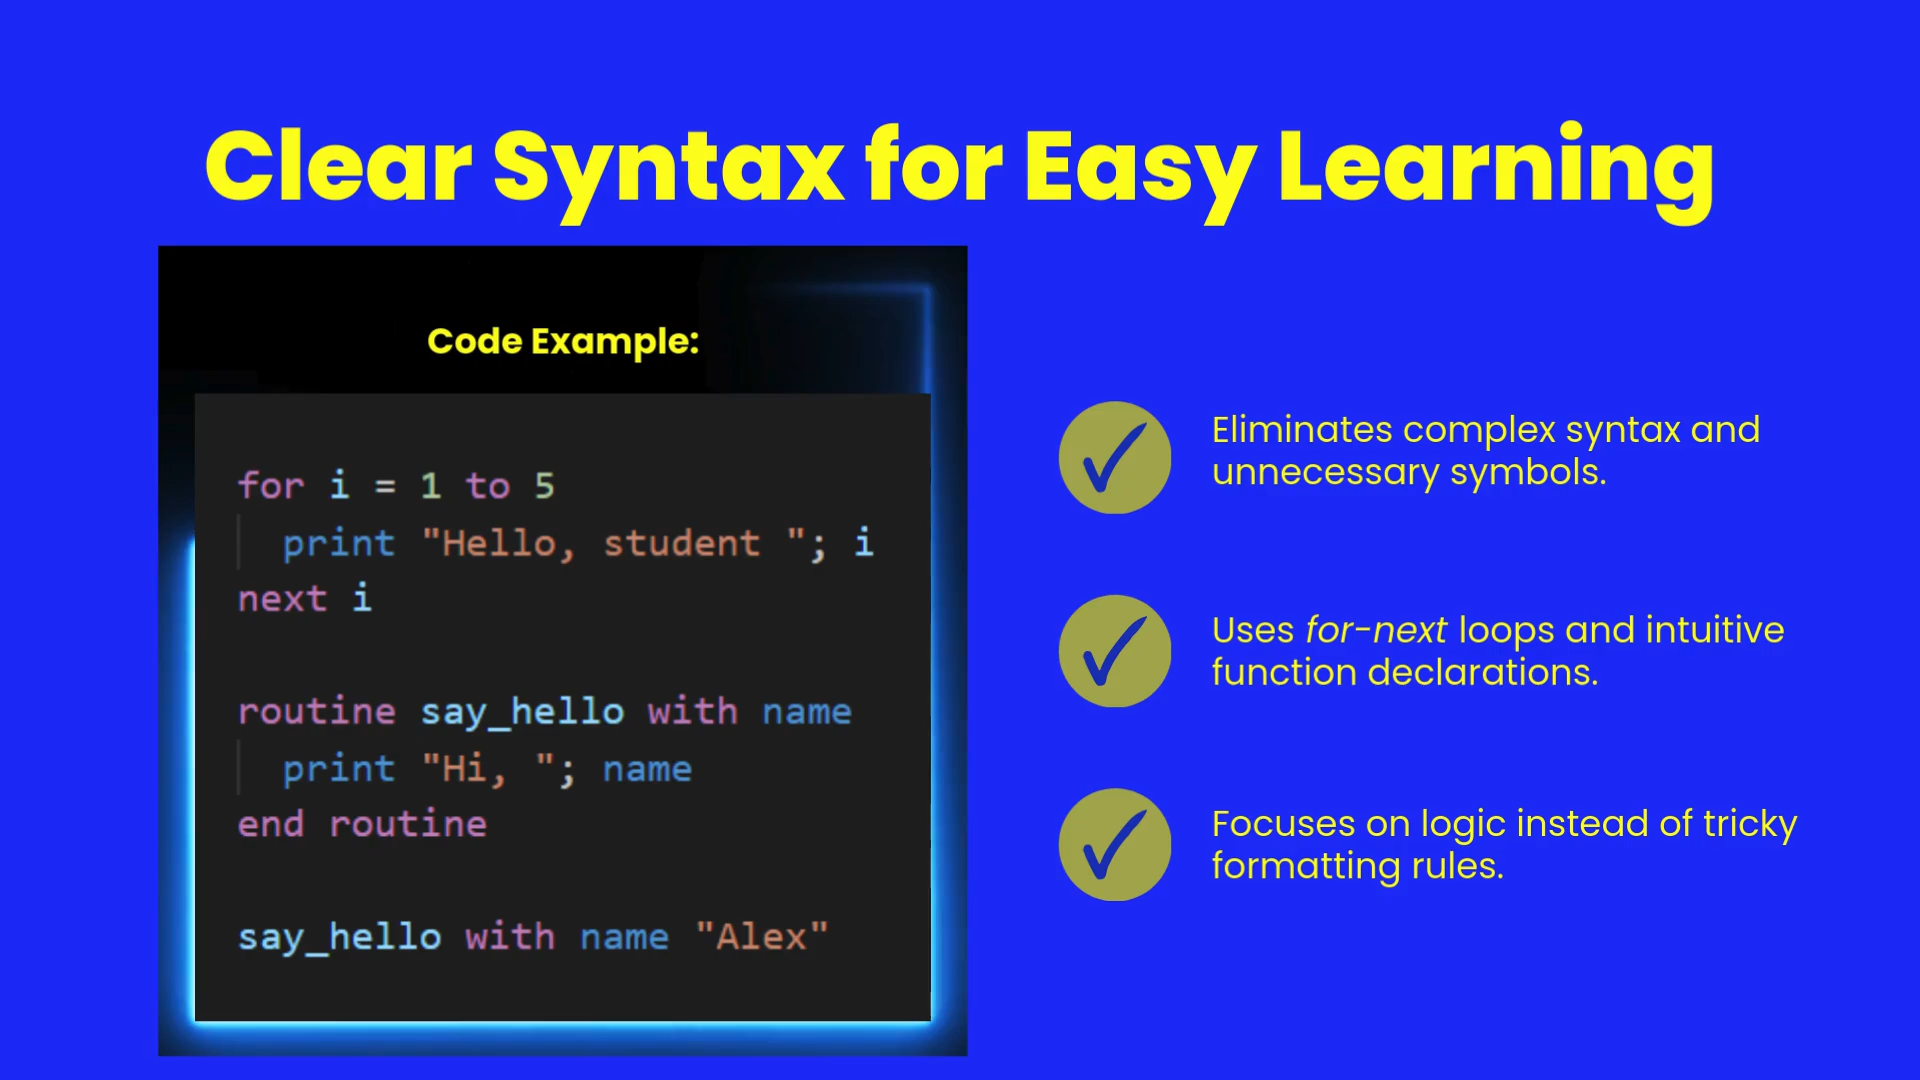 Clear Syntax for Easy Learning
Code Example:
for i = 1 to 5
  print "Hello, student "; i
next i
routine say_hello with name
  print "Hi, "; name
end routine
say_hello with name "Alex"
Eliminates complex syntax and
unnecessary symbols.
Uses for-next loops and intuitive
function declarations.
Focuses on logic instead of tricky
formatting rules.